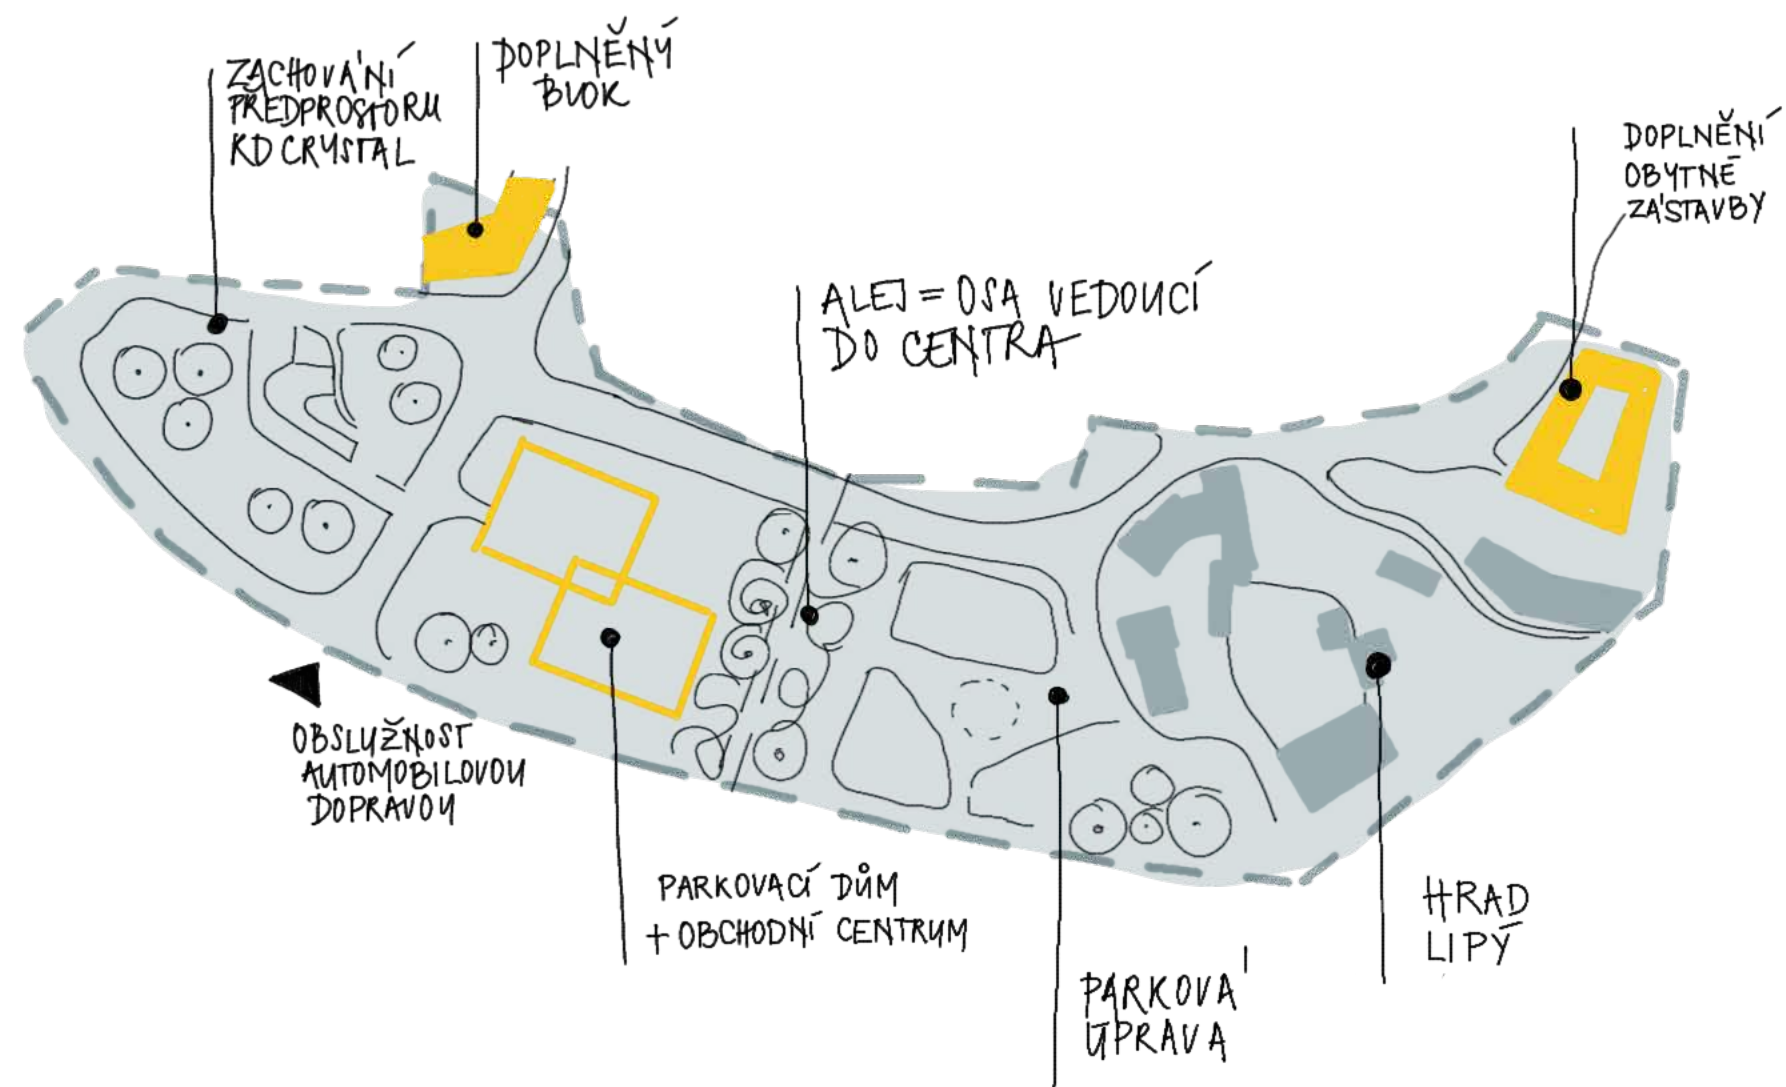 ZACHOVÁNÍ
PŘEDPROSTORU
KD CRYSTAL
DOPLNĚNÝ
BLOK
DOPLNĚNÍ
OBYTNÉ
ZÁSTAVBY
ALEJ = OSA VEDOUCÍ
DO CENTRA
OBSLUŽNOST
AUTOMOBILOVOU
DOPRAVOU
PARKOVACÍ DŮM
+ OBCHODNÍ CENTRUM
PARKOVÁ
ÚPRAVA
HRAD
LIPÝ